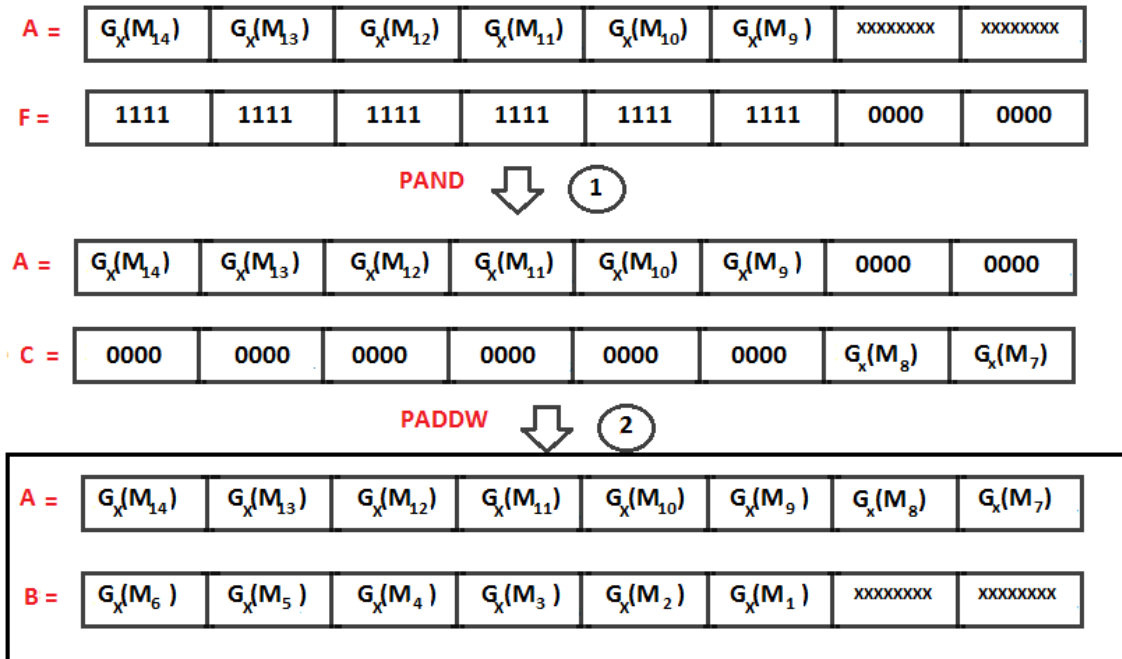 A = Gx(M14) Gx(M13) Gx(M12) Gx(M11) Gx(M10) Gx(M9) xxxxxxxx xxxxxxxx
F = 1111 1111 1111 1111 1111 1111 0000 0000
PAND 1
A = Gx(M14) Gx(M13) Gx(M12) Gx(M11) Gx(M10) Gx(M9) 0000 0000
C = 0000 0000 0000 0000 0000 0000 Gx(M8) Gx(M7)
PADDW 2
A = Gx(M14) Gx(M13) Gx(M12) Gx(M11) Gx(M10) Gx(M9) Gx(M8) Gx(M7)
B = Gx(M6) Gx(M5) Gx(M4) Gx(M3) Gx(M2) Gx(M1) xxxxxxxx xxxxxxxx